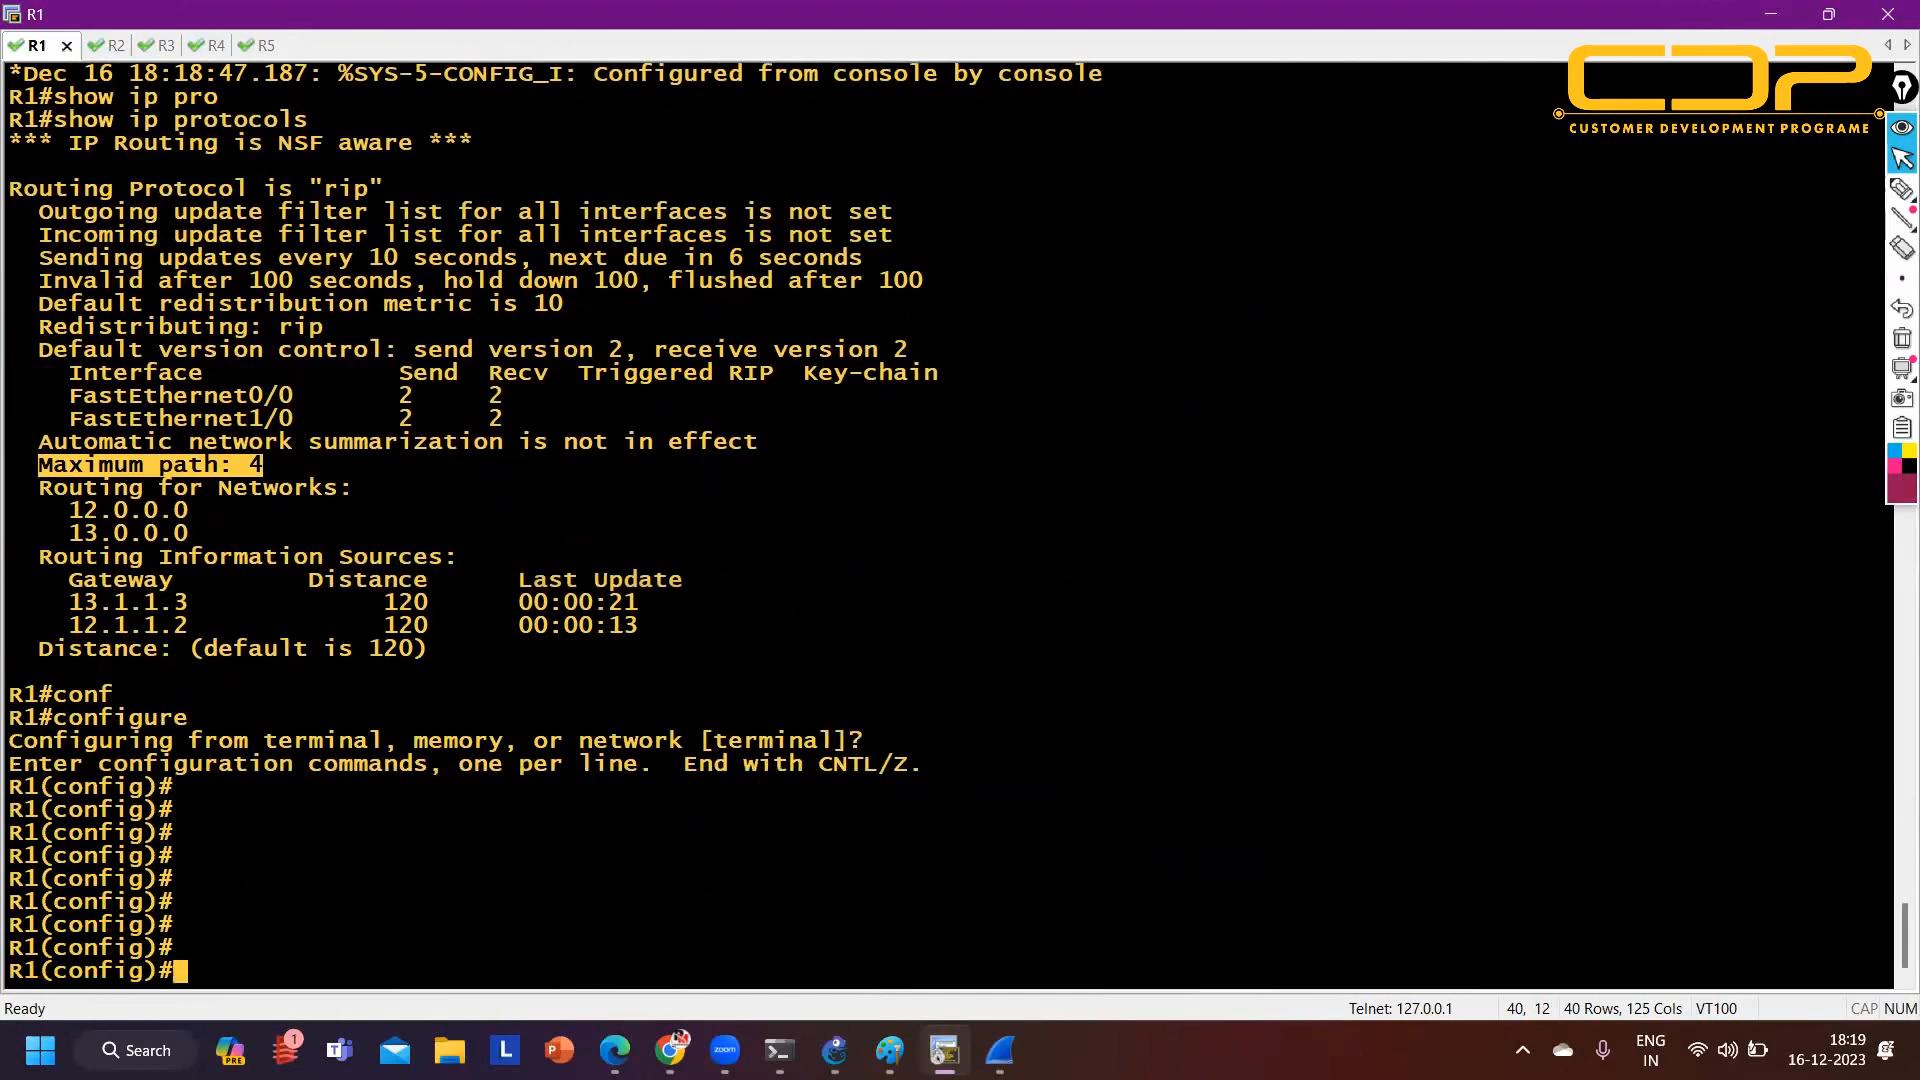 R1
R1
R2
R3
R4
R5
CDP
CUSTOMER DEVELOPMENT PROGRAME
*Dec 16 18:18:47.187: %SYS-5-CONFIG_I: Configured from console by console
R1#show ip pro
R1#show ip protocols
*** IP Routing is NSF aware ***
Routing Protocol is "rip"
Outgoing update filter list for all interfaces is not set
Incoming update filter list for all interfaces is not set
Sending updates every 10 seconds, next due in 6 seconds
Invalid after 100 seconds, hold down 100, flushed after 100
Default redistribution metric is 10
Redistributing: rip
Default version control: send version 2, receive version 2
Interface Send Recv Triggered RIP Key-chain
FastEthernet0/0 2 2
FastEthernet1/0 2 2
Automatic network summarization is not in effect
Maximum path: 4
Routing for Networks:
12.0.0.0
13.0.0.0
Routing Information Sources:
Gateway Distance Last Update
13.1.1.3 120 00:00:21
12.1.1.2 120 00:00:13
Distance: (default is 120)
R1#conf
R1#configure
Configuring from terminal, memory, or network [terminal]?
Enter configuration commands, one per line. End with CNTL/Z.
R1(config)#
R1(config)#
R1(config)#
R1(config)#
R1(config)#
R1(config)#
R1(config)#
R1(config)#
R1(config)#
Ready
Telnet: 127.0.0.1 40, 12 40 Rows, 125 Cols VT100 CAP NUM
Search
PRE
1
L
zoom
ENG
IN
18:19
16-12-2023